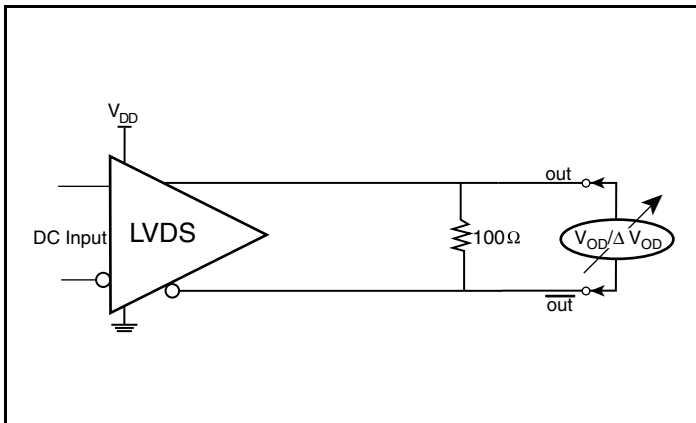 V_DD
out
DC Input
LVDS
100Ω
V_OD/Δ V_OD
out